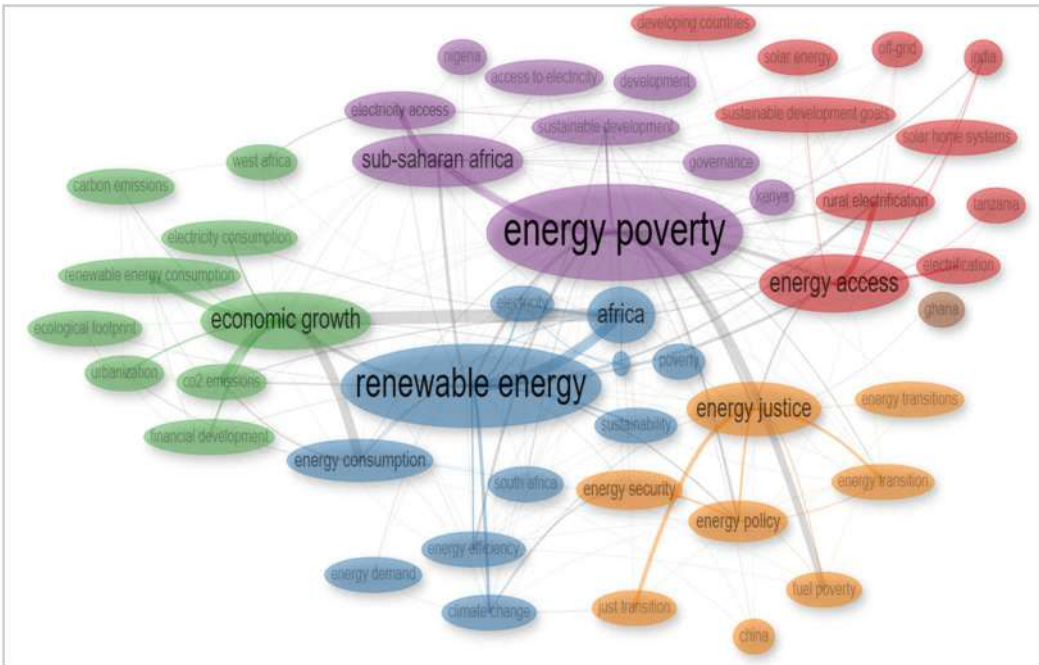 developing countries
nigeria
solar energy
off-grid
india
access to electricity
development
electricity access
sustainable development goals
sustainable development
solar home systems
sub-saharan africa
west africa
governance
carbon emissions
kenya
rural electrification
tanzania
energy poverty
electricity consumption
electrification
renewable energy consumption
energy access
electricity
ghana
economic growth
africa
ecological footprint
poverty
urbanization
co2 emissions
renewable energy
energy transitions
energy justice
sustainability
financial development
energy consumption
south africa
energy security
energy transition
energy policy
energy efficiency
energy demand
fuel poverty
climate change
just transition
china